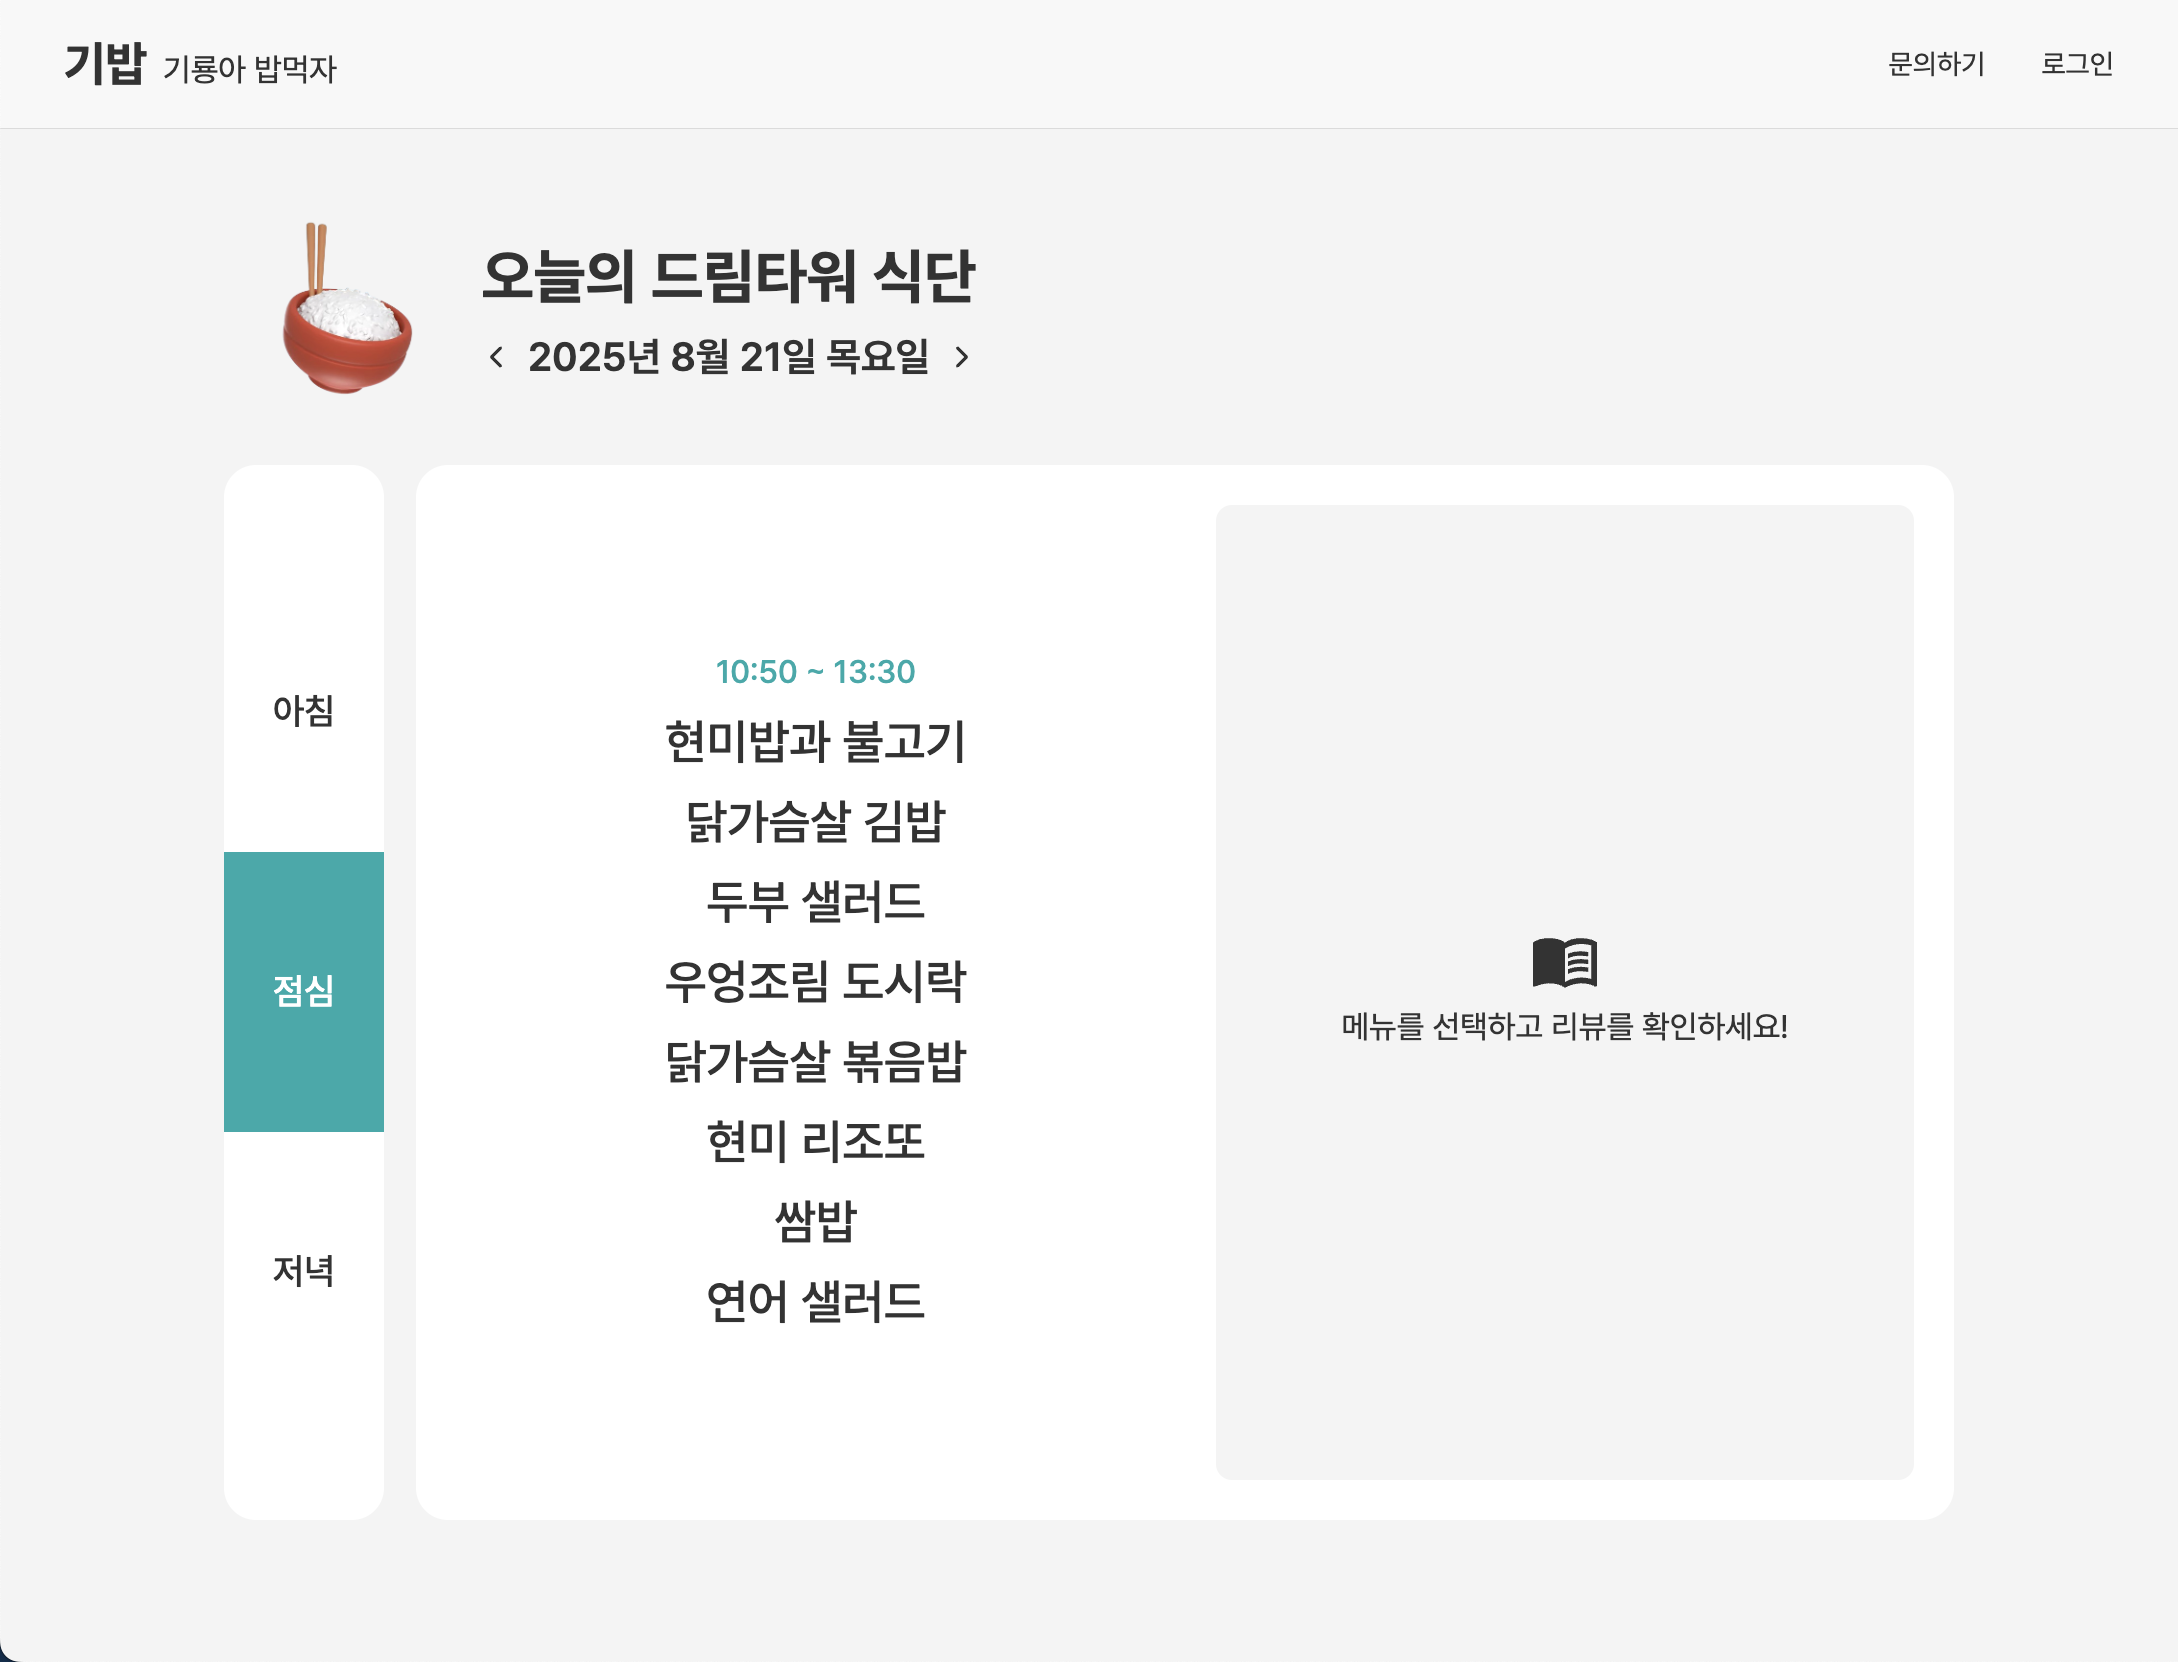 기밥 기룡아 밥먹자
문의하기 로그인
오늘의 드림타워 식단
2025년 8월 21일 목요일
아침
점심
저녁
10:50 ~ 13:30
현미밥과 불고기
닭가슴살 김밥
두부 샐러드
우엉조림 도시락
닭가슴살 볶음밥
현미 리조또
쌈밥
연어 샐러드
메뉴를 선택하고 리뷰를 확인하세요!